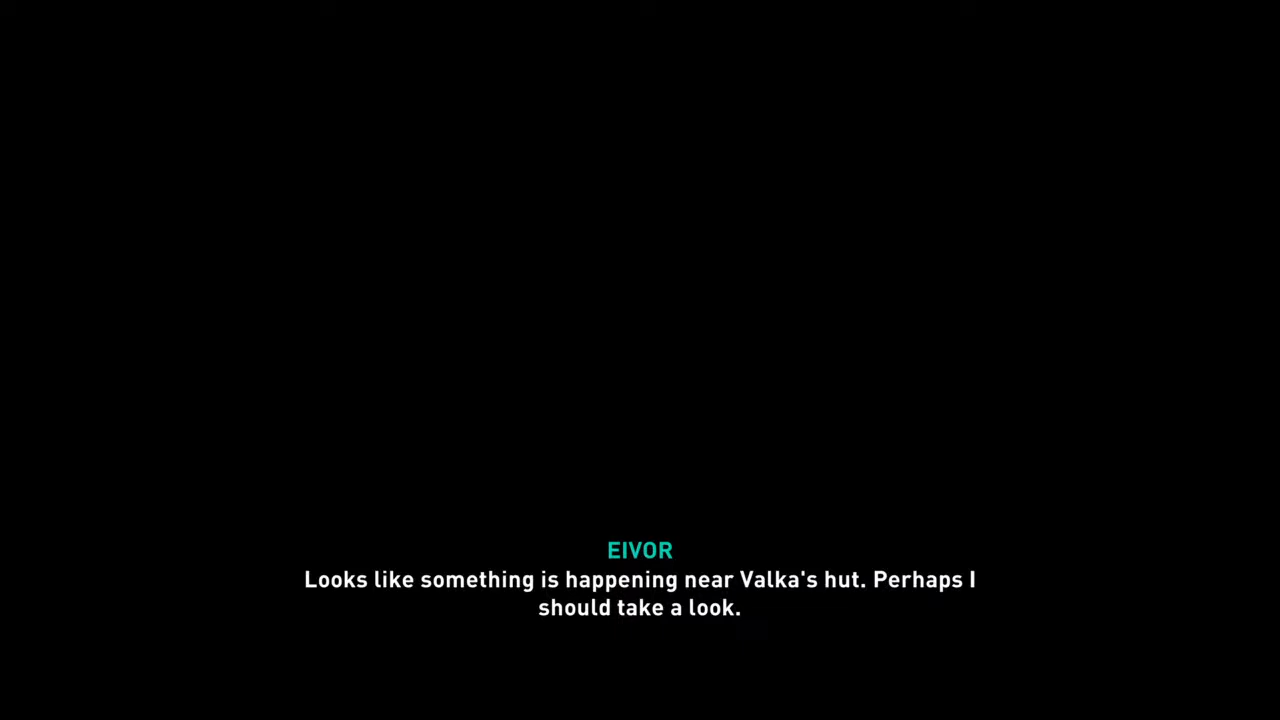 EIVOR
Looks like something is happening near Valka's hut. Perhaps I
should take a look.